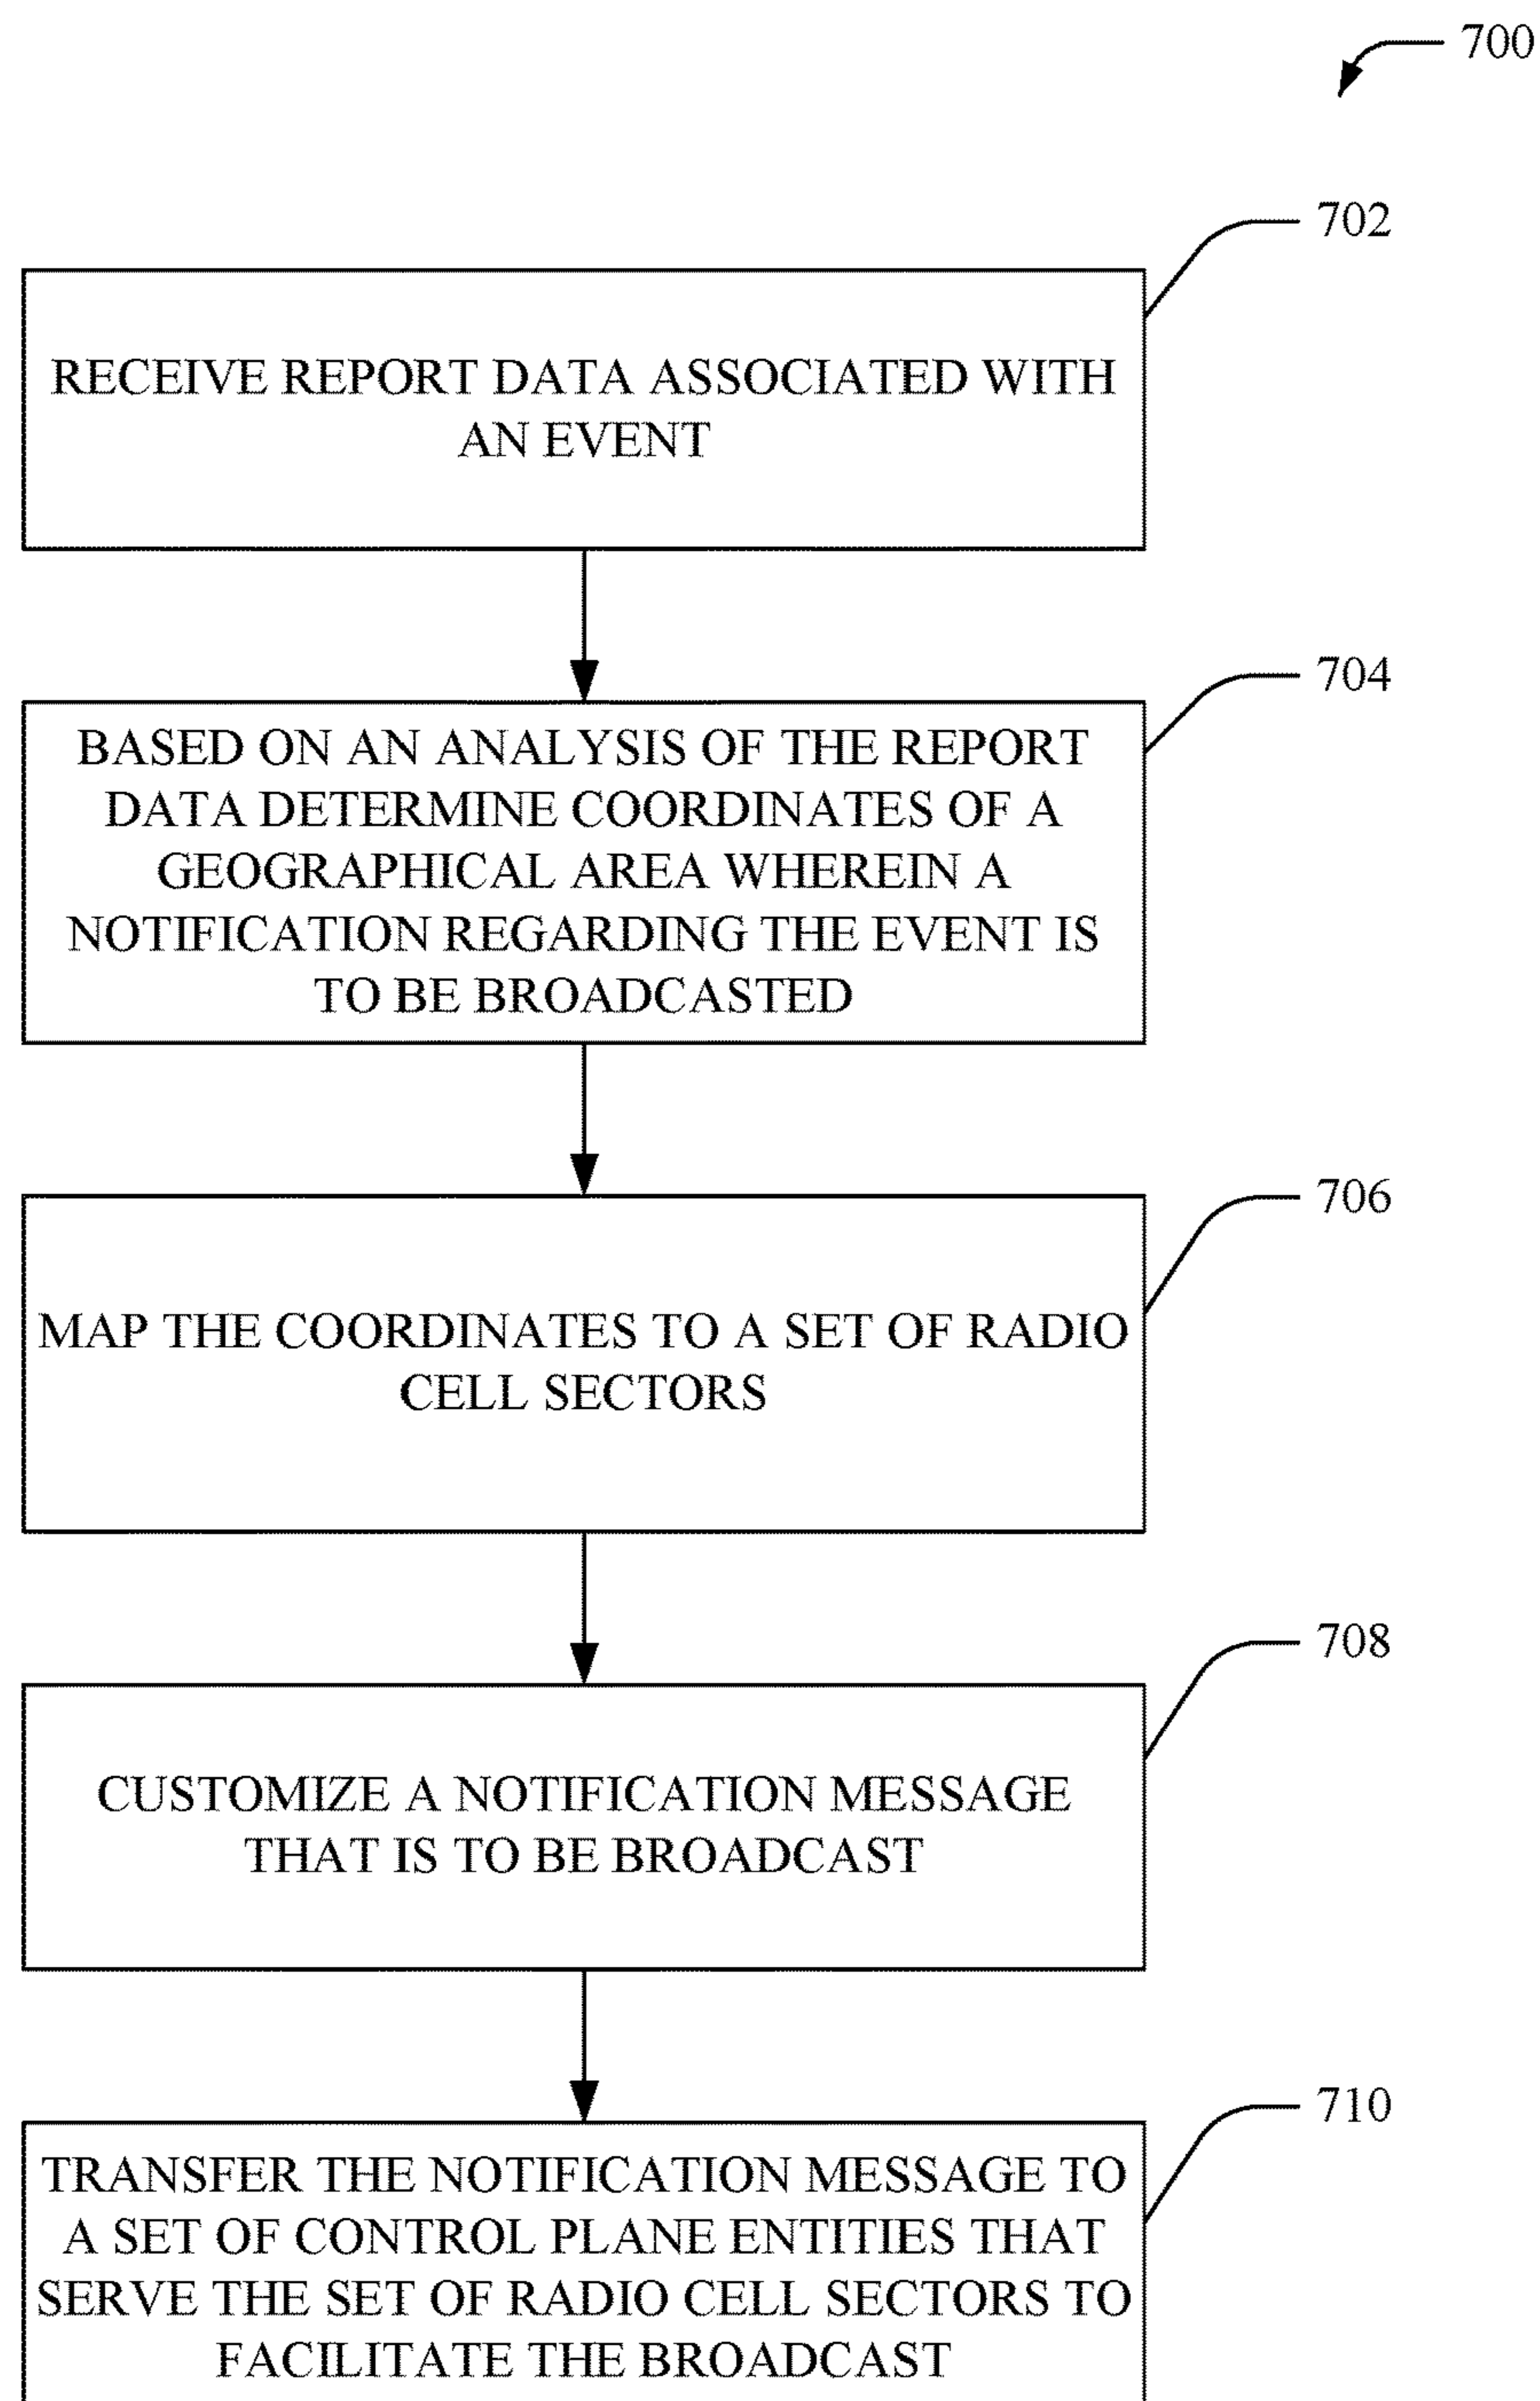 700
702
RECEIVE REPORT DATA ASSOCIATED WITH
AN EVENT
704
BASED ON AN ANALYSIS OF THE REPORT
DATA DETERMINE COORDINATES OF A
GEOGRAPHICAL AREA WHEREIN A
NOTIFICATION REGARDING THE EVENT IS
TO BE BROADCASTED
706
MAP THE COORDINATES TO A SET OF RADIO
CELL SECTORS
708
CUSTOMIZE A NOTIFICATION MESSAGE
THAT IS TO BE BROADCAST
710
TRANSFER THE NOTIFICATION MESSAGE TO
A SET OF CONTROL PLANE ENTITIES THAT
SERVE THE SET OF RADIO CELL SECTORS TO
FACILITATE THE BROADCAST